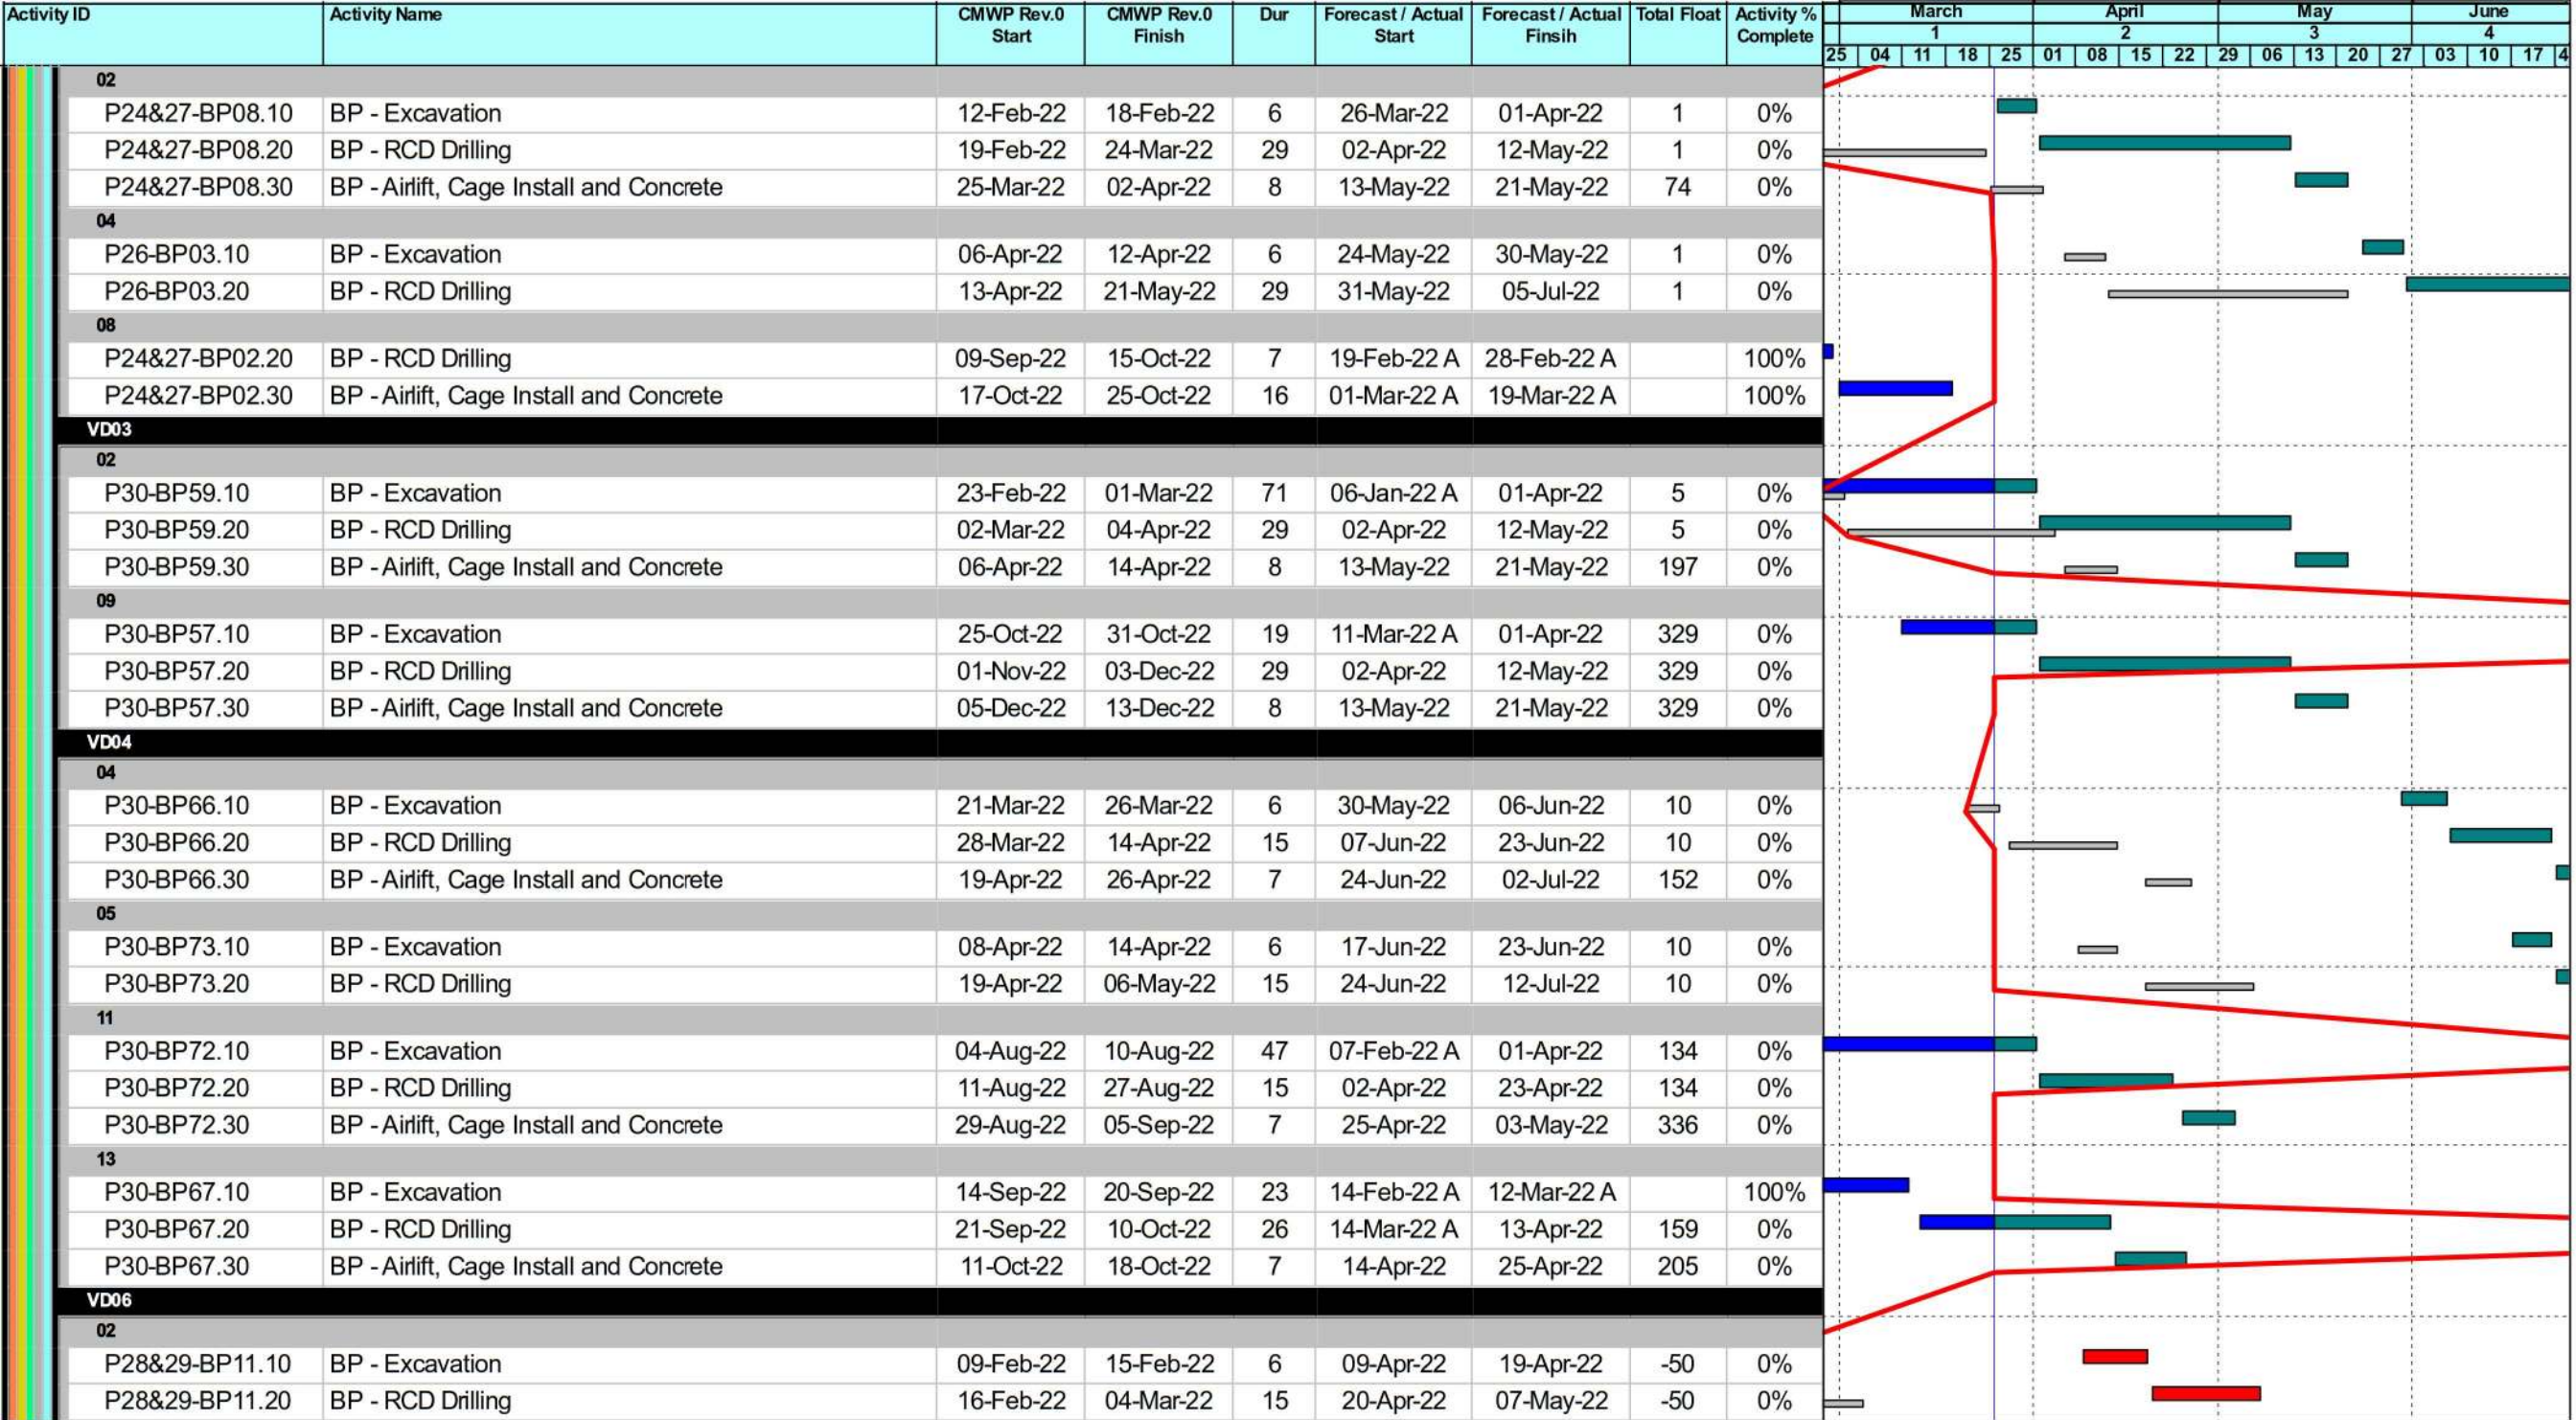 Activity ID Activity Name CMWP Rev.0 Start CMWP Rev.0 Finish Dur Forecast / Actual Start Forecast / Actual Finsih Total Float Activity % Complete March April May June
1 2 3 4
25 04 11 18 25 01 08 15 22 29 06 13 20 27 03 10 17 4
02
P24&27-BP08.10 BP - Excavation 12-Feb-22 18-Feb-22 6 26-Mar-22 01-Apr-22 1 0%
P24&27-BP08.20 BP - RCD Drilling 19-Feb-22 24-Mar-22 29 02-Apr-22 12-May-22 1 0%
P24&27-BP08.30 BP - Airlift, Cage Install and Concrete 25-Mar-22 02-Apr-22 8 13-May-22 21-May-22 74 0%
04
P26-BP03.10 BP - Excavation 06-Apr-22 12-Apr-22 6 24-May-22 30-May-22 1 0%
P26-BP03.20 BP - RCD Drilling 13-Apr-22 21-May-22 29 31-May-22 05-Jul-22 1 0%
08
P24&27-BP02.20 BP - RCD Drilling 09-Sep-22 15-Oct-22 7 19-Feb-22 A 28-Feb-22 A 100%
P24&27-BP02.30 BP - Airlift, Cage Install and Concrete 17-Oct-22 25-Oct-22 16 01-Mar-22 A 19-Mar-22 A 100%
VD03
02
P30-BP59.10 BP - Excavation 23-Feb-22 01-Mar-22 71 06-Jan-22 A 01-Apr-22 5 0%
P30-BP59.20 BP - RCD Drilling 02-Mar-22 04-Apr-22 29 02-Apr-22 12-May-22 5 0%
P30-BP59.30 BP - Airlift, Cage Install and Concrete 06-Apr-22 14-Apr-22 8 13-May-22 21-May-22 197 0%
09
P30-BP57.10 BP - Excavation 25-Oct-22 31-Oct-22 19 11-Mar-22 A 01-Apr-22 329 0%
P30-BP57.20 BP - RCD Drilling 01-Nov-22 03-Dec-22 29 02-Apr-22 12-May-22 329 0%
P30-BP57.30 BP - Airlift, Cage Install and Concrete 05-Dec-22 13-Dec-22 8 13-May-22 21-May-22 329 0%
VD04
04
P30-BP66.10 BP - Excavation 21-Mar-22 26-Mar-22 6 30-May-22 06-Jun-22 10 0%
P30-BP66.20 BP - RCD Drilling 28-Mar-22 14-Apr-22 15 07-Jun-22 23-Jun-22 10 0%
P30-BP66.30 BP - Airlift, Cage Install and Concrete 19-Apr-22 26-Apr-22 7 24-Jun-22 02-Jul-22 152 0%
05
P30-BP73.10 BP - Excavation 08-Apr-22 14-Apr-22 6 17-Jun-22 23-Jun-22 10 0%
P30-BP73.20 BP - RCD Drilling 19-Apr-22 06-May-22 15 24-Jun-22 12-Jul-22 10 0%
11
P30-BP72.10 BP - Excavation 04-Aug-22 10-Aug-22 47 07-Feb-22 A 01-Apr-22 134 0%
P30-BP72.20 BP - RCD Drilling 11-Aug-22 27-Aug-22 15 02-Apr-22 23-Apr-22 134 0%
P30-BP72.30 BP - Airlift, Cage Install and Concrete 29-Aug-22 05-Sep-22 7 25-Apr-22 03-May-22 336 0%
13
P30-BP67.10 BP - Excavation 14-Sep-22 20-Sep-22 23 14-Feb-22 A 12-Mar-22 A 100%
P30-BP67.20 BP - RCD Drilling 21-Sep-22 10-Oct-22 26 14-Mar-22 A 13-Apr-22 159 0%
P30-BP67.30 BP - Airlift, Cage Install and Concrete 11-Oct-22 18-Oct-22 7 14-Apr-22 25-Apr-22 205 0%
VD06
02
P28&29-BP11.10 BP - Excavation 09-Feb-22 15-Feb-22 6 09-Apr-22 19-Apr-22 -50 0%
P28&29-BP11.20 BP - RCD Drilling 16-Feb-22 04-Mar-22 15 20-Apr-22 07-May-22 -50 0%